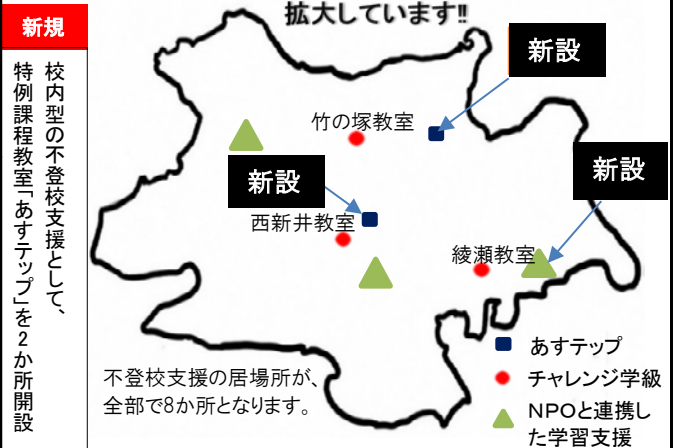 新規
校内型の不登校支援として、
特例課程教室「あすテップ」を2か所開設
拡大しています!!
新設
竹の塚教室
新設
新設
西新井教室
綾瀬教室
不登校支援の居場所が、
全部で8か所となります。
あすテップ
チャレンジ学級
NPOと連携し
た学習支援